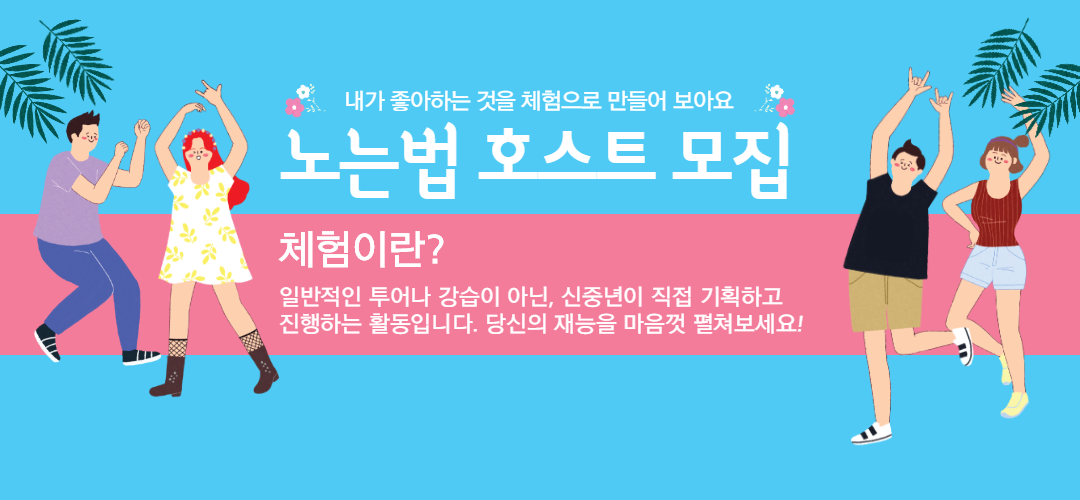 내가 좋아하는 것을 체험으로 만들어 보아요
노는법 호스트 모집
체험이란?
일반적인 투어나 강습이 아닌, 신중년이 직접 기획하고
진행하는 활동입니다. 당신의 재능을 마음껏 펼쳐보세요!